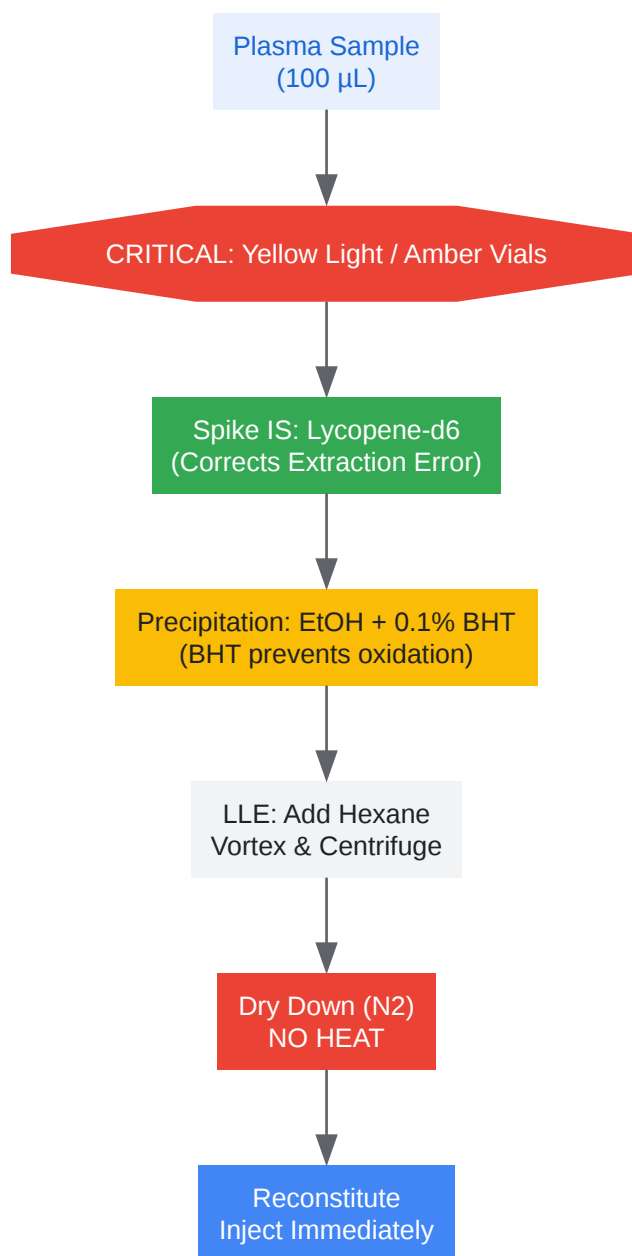 Plasma Sample
(100 µL)
CRITICAL: Yellow Light / Amber Vials
Spike IS: Lycopene-d6
(Corrects Extraction Error)
Precipitation: EtOH + 0.1% BHT
(BHT prevents oxidation)
LLE: Add Hexane
Vortex & Centrifuge
Dry Down (N2)
NO HEAT
Reconstitute
Inject Immediately